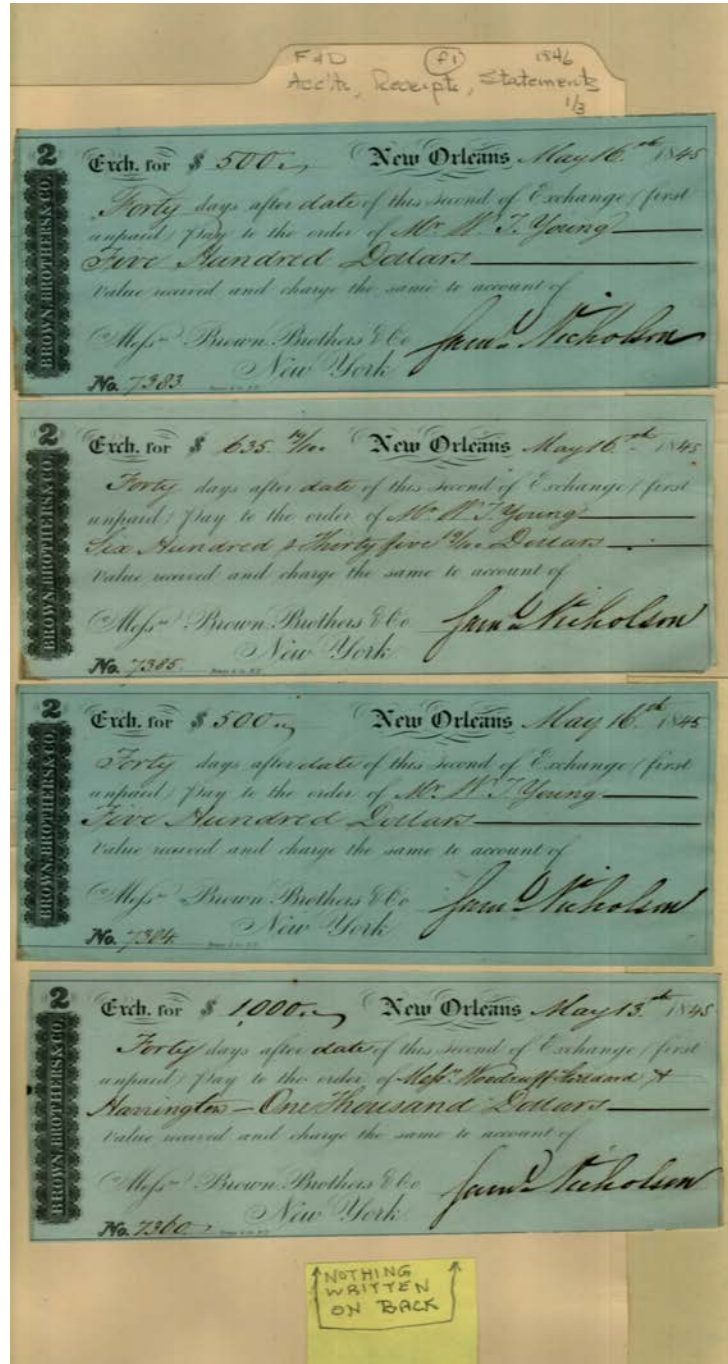 F & D f1 1846
Acc'ts, Receipts, Statements
1/3
2
BROWN BROTHERS & CO.
Exch. for $ 500 New Orleans May 16th 1845
Forty days after date of this second of Exchange (first
unpaid) Pay to the order of Mr W. T. Young
Five Hundred Dollars
Value received and charge the same to account of
Messrs Brown Brothers & Co Saml Nicholson
New York
No. 7383
2
BROWN BROTHERS & CO.
Exch. for $ 635. New Orleans May 16th 1845
Forty days after date of this second of Exchange (first
unpaid) Pay to the order of Mr W T Young
Six Hundred & Thirty five Dollars
Value received and charge the same to account of
Messrs Brown Brothers & Co Saml Nicholson
New York
No. 7385.
2
BROWN BROTHERS & CO.
Exch. for $ 500 New Orleans May 16th 1845
Forty days after date of this second of Exchange (first
unpaid) Pay to the order of Mr W T Young
Five Hundred Dollars
Value received and charge the same to account of
Messrs Brown Brothers & Co Saml Nicholson
New York
No. 7384.
2
BROWN BROTHERS & CO.
Exch. for $ 1000 New Orleans May 13th 1845
Forty days after date of this second of Exchange (first
unpaid) Pay to the order of Messrs Woodruff &
Harrington – One Thousand Dollars
Value received and charge the same to account of
Messrs Brown Brothers & Co Saml Nicholson
New York
No. 7360
NOTHING
WRITTEN
ON BACK